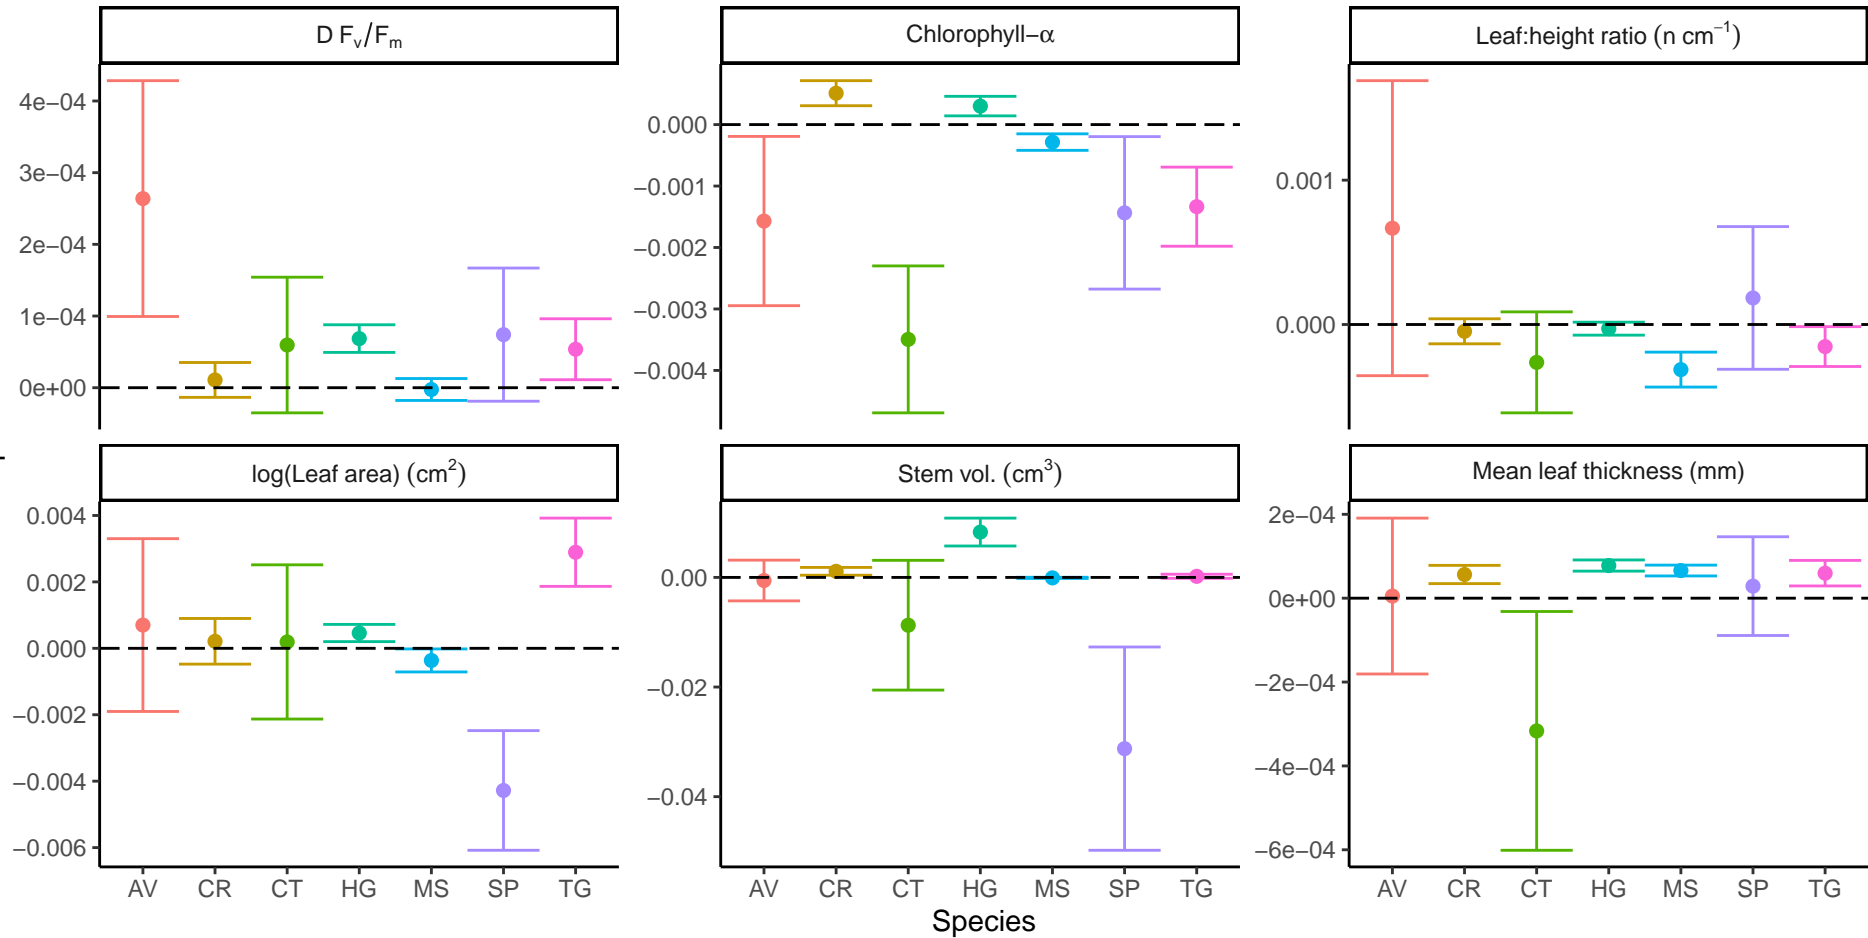 D Fᵥ/Fₘ
Chlorophyll−α
Leaf:height ratio (n cm⁻¹)
4e−04
3e−04
2e−04
1e−04
0e+00
0.000
−0.001
−0.002
−0.003
−0.004
0.001
0.000
log(Leaf area) (cm²)
Stem vol. (cm³)
Mean leaf thickness (mm)
0.004
0.002
0.000
−0.002
−0.004
−0.006
0.00
−0.02
−0.04
2e−04
0e+00
−2e−04
−4e−04
−6e−04
AV CR CT HG MS SP TG
AV CR CT HG MS SP TG
AV CR CT HG MS SP TG
Species